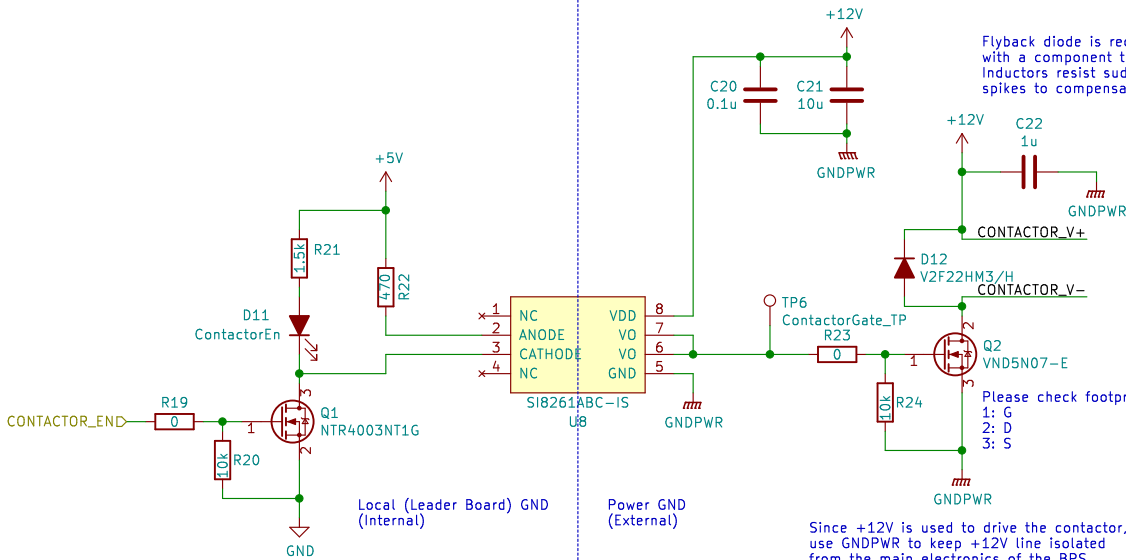 +12V
Flyback diode is
with a component
Inductors resist
spikes to
C20
0.1u
C21
10u
GNDPWR
+12V
C22
1u
GNDPWR
+5V
R21
1.5k
R22
470
D11
ContactorEn
CONTACTOR_V+
D12
V2F22HM3/H
CONTACTOR_V-
1 NC VDD 8
2 ANODE VO 7
3 CATHODE VO 6
4 NC GND 5
SI8261ABC-IS
U8
GNDPWR
TP6
ContactorGate_TP
R23
0
1
2
3
Q2
VND5N07-E
10k
R24
Please check
1: G
2: D
3: S
GNDPWR
CONTACTOR_EN
R19
0
10k
R20
1
3
2
Q1
NTR4003NT1G
GND
Local (Leader Board) GND
(Internal)
Power GND
(External)
Since +12V is used to drive the contactor,
use GNDPWR to keep +12V line isolated
from the main electronics of the BPS